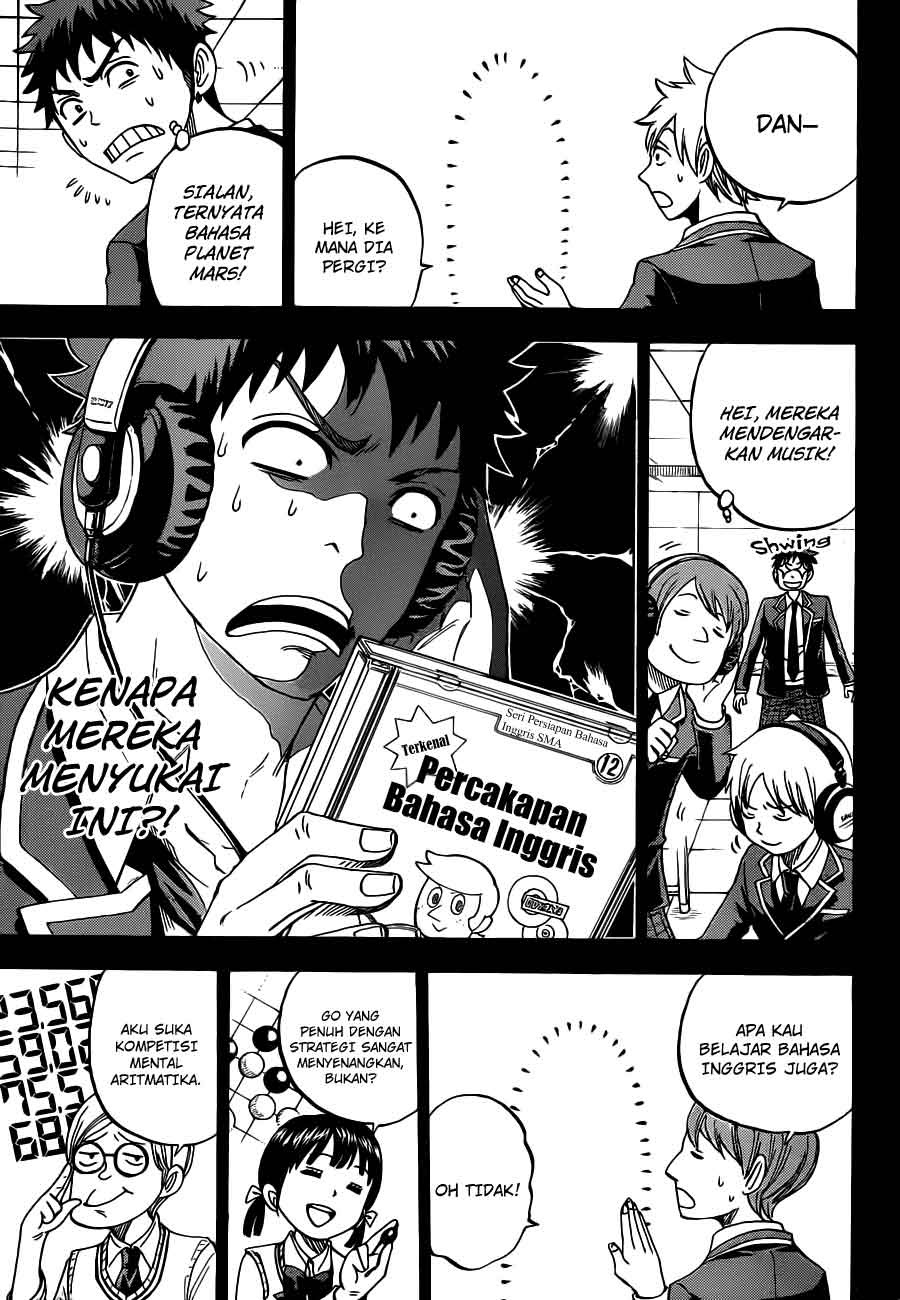 DAN—
HEI, KE
MANA DIA
PERGI?
SIALAN,
TERNYATA
BAHASA
PLANET
MARS!
HEI, MEREKA
MENDENGAR-
KAN MUSIK!
Shwing
KENAPA
MEREKA
MENYUKAI
INI?!
Seri Persiapan Bahasa
Inggris SMA
12
Terkenal
Percakapan
Bahasa Inggris
APA KAU
BELAJAR BAHASA
INGGRIS JUGA?
OH TIDAK!
GO YANG
PENUH DENGAN
STRATEGI SANGAT
MENYENANGKAN,
BUKAN?
AKU SUKA
KOMPETISI
MENTAL
ARITMATIKA.